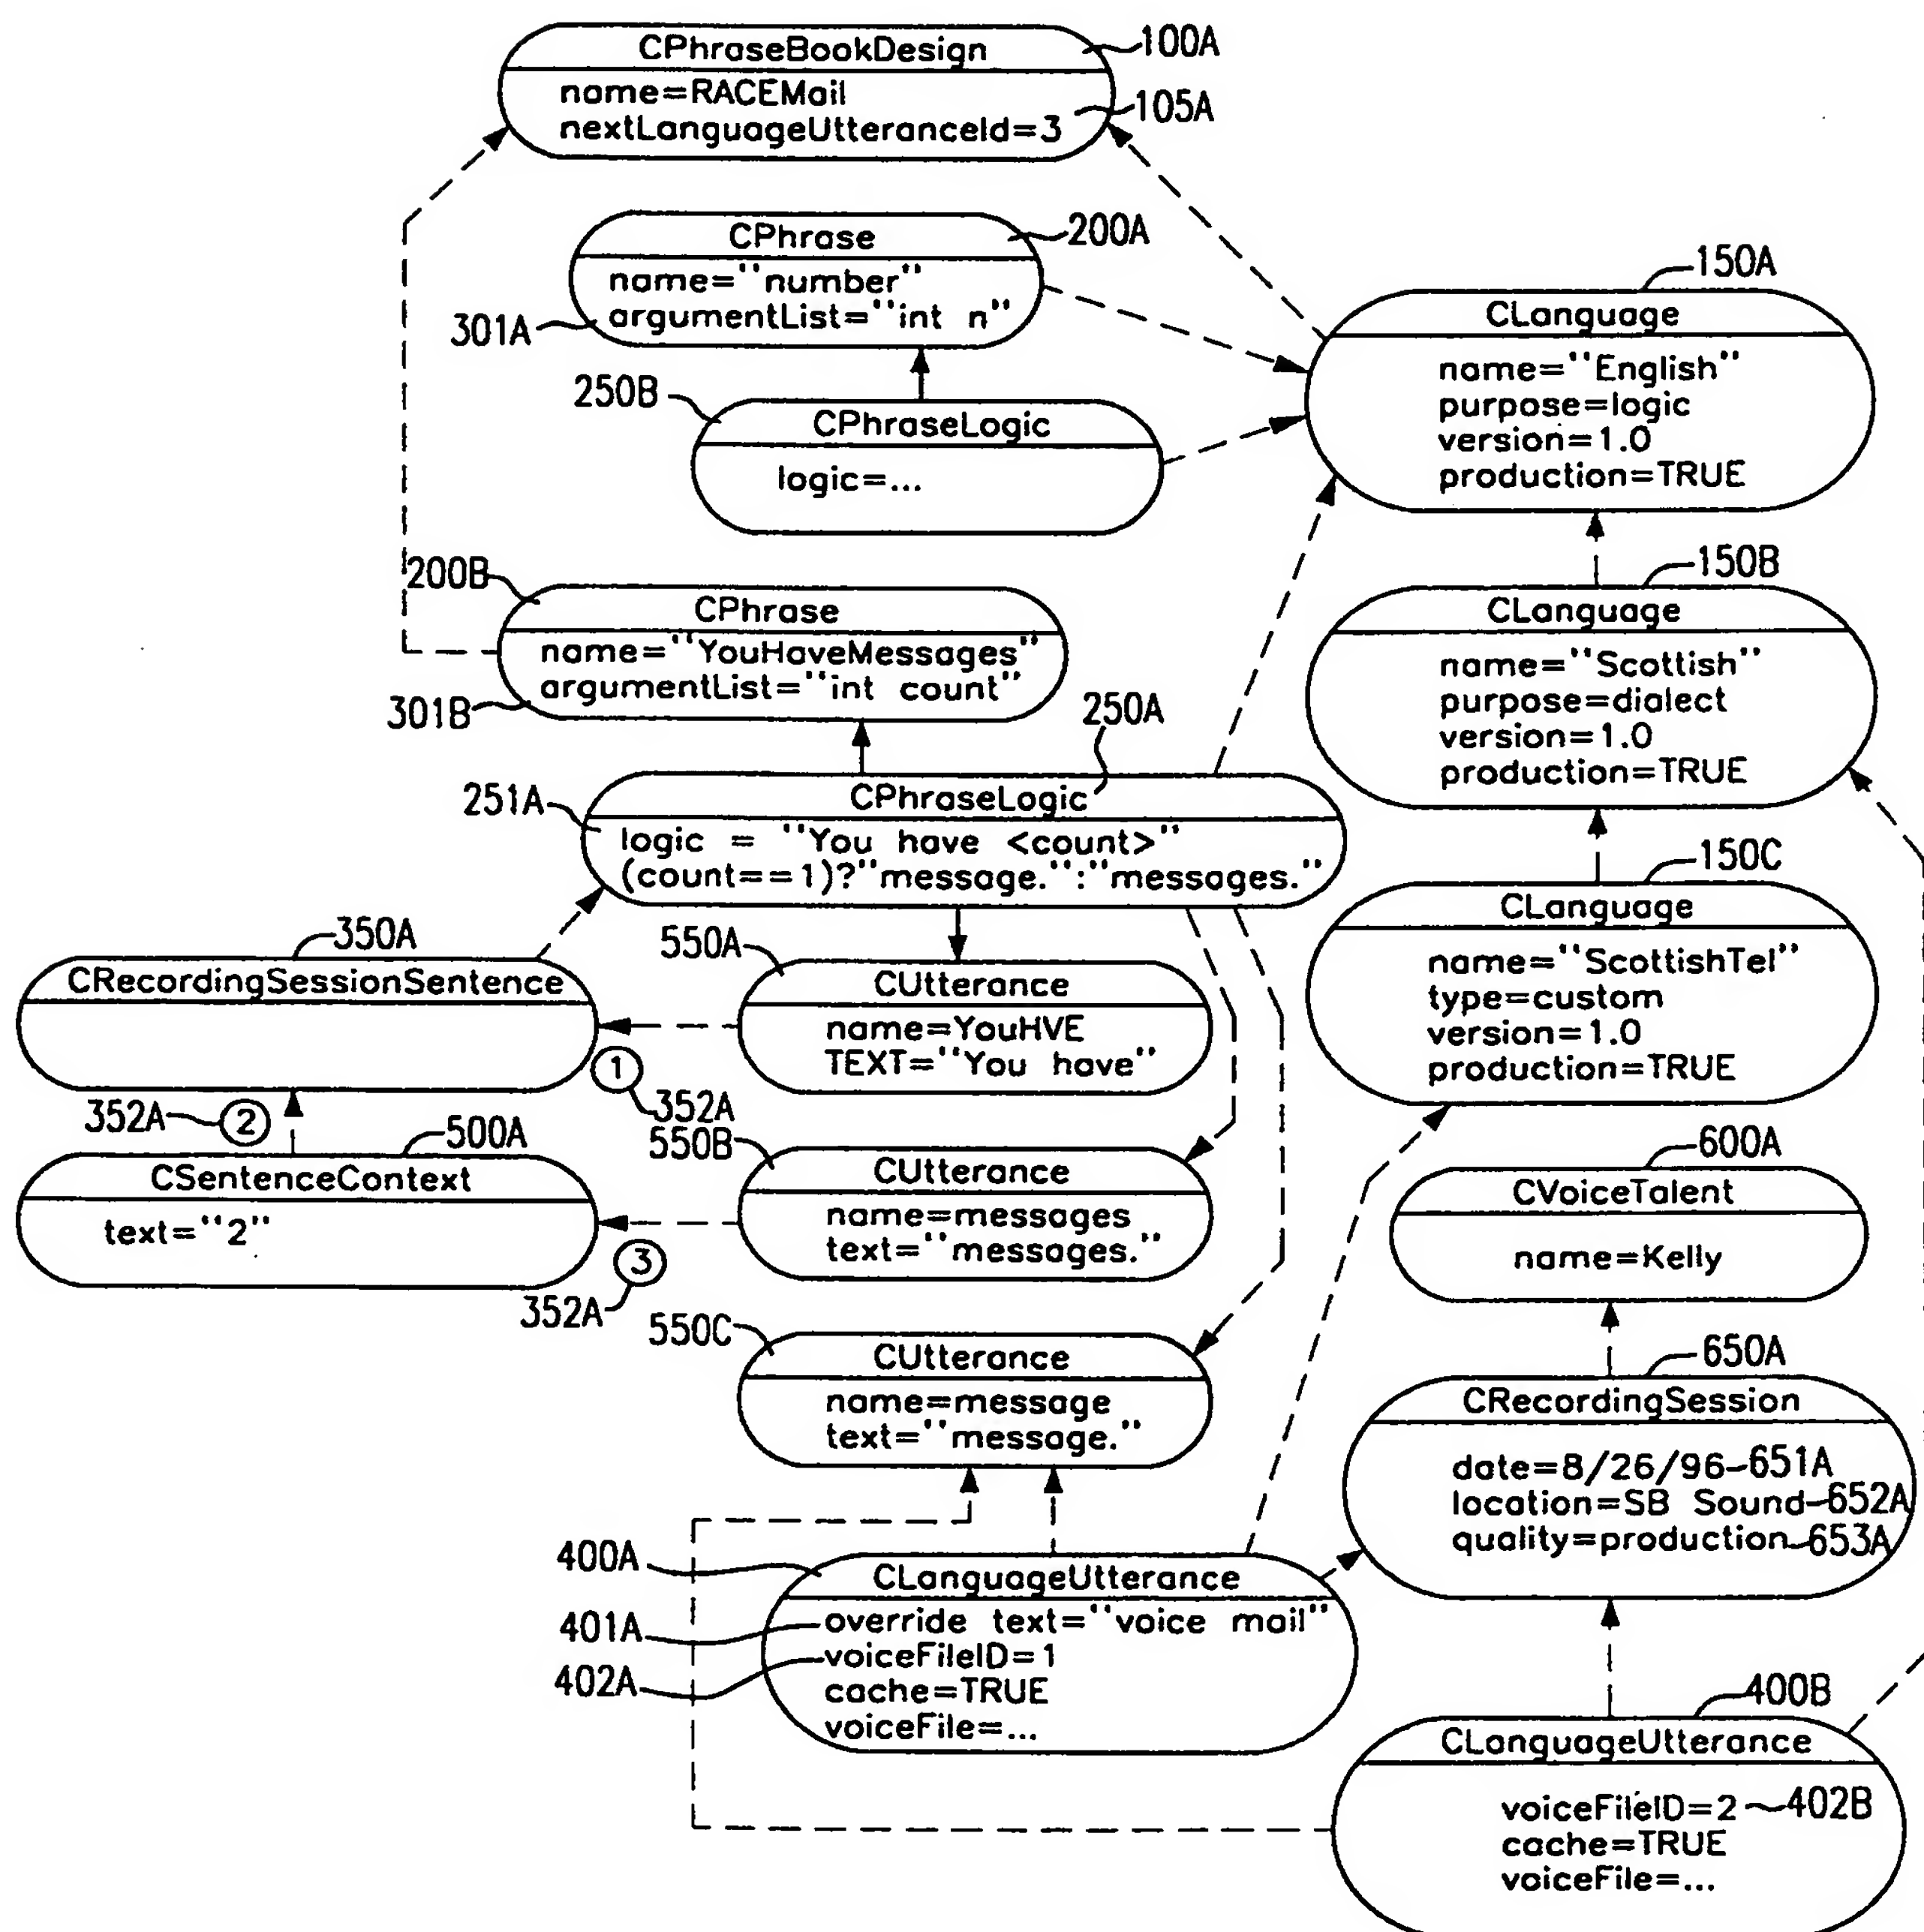 CPhraseBookDesign
100A
name=RACEMail
105A
nextLanguageUtteranceId=3
CPhrase
200A
name="number"
argumentList="int n"
301A
150A
CLanguage
name="English"
purpose=logic
version=1.0
production=TRUE
250B
CPhraseLogic
logic=...
200B
CPhrase
name="YouHaveMessages"
argumentList="int count"
301B
150B
CLanguage
name="Scottish"
purpose=dialect
version=1.0
production=TRUE
250A
251A
CPhraseLogic
logic = "You have <count>"
(count==1)?"message.":"messages."
150C
CLanguage
name="ScottishTel"
type=custom
version=1.0
production=TRUE
350A
CRecordingSessionSentence
550A
CUtterance
name=YouHVE
TEXT="You have"
1
352A
352A
2
500A
CSentenceContext
text="2"
550B
CUtterance
name=messages
text="messages."
3
352A
600A
CVoiceTalent
name=Kelly
550C
CUtterance
name=message
text="message."
650A
CRecordingSession
date=8/26/96 651A
location=SB Sound 652A
quality=production 653A
400A
CLanguageUtterance
401A
override text="voice mail"
402A
voiceFileID=1
cache=TRUE
voiceFile=...
400B
CLanguageUtterance
voiceFileID=2 402B
cache=TRUE
voiceFile=...